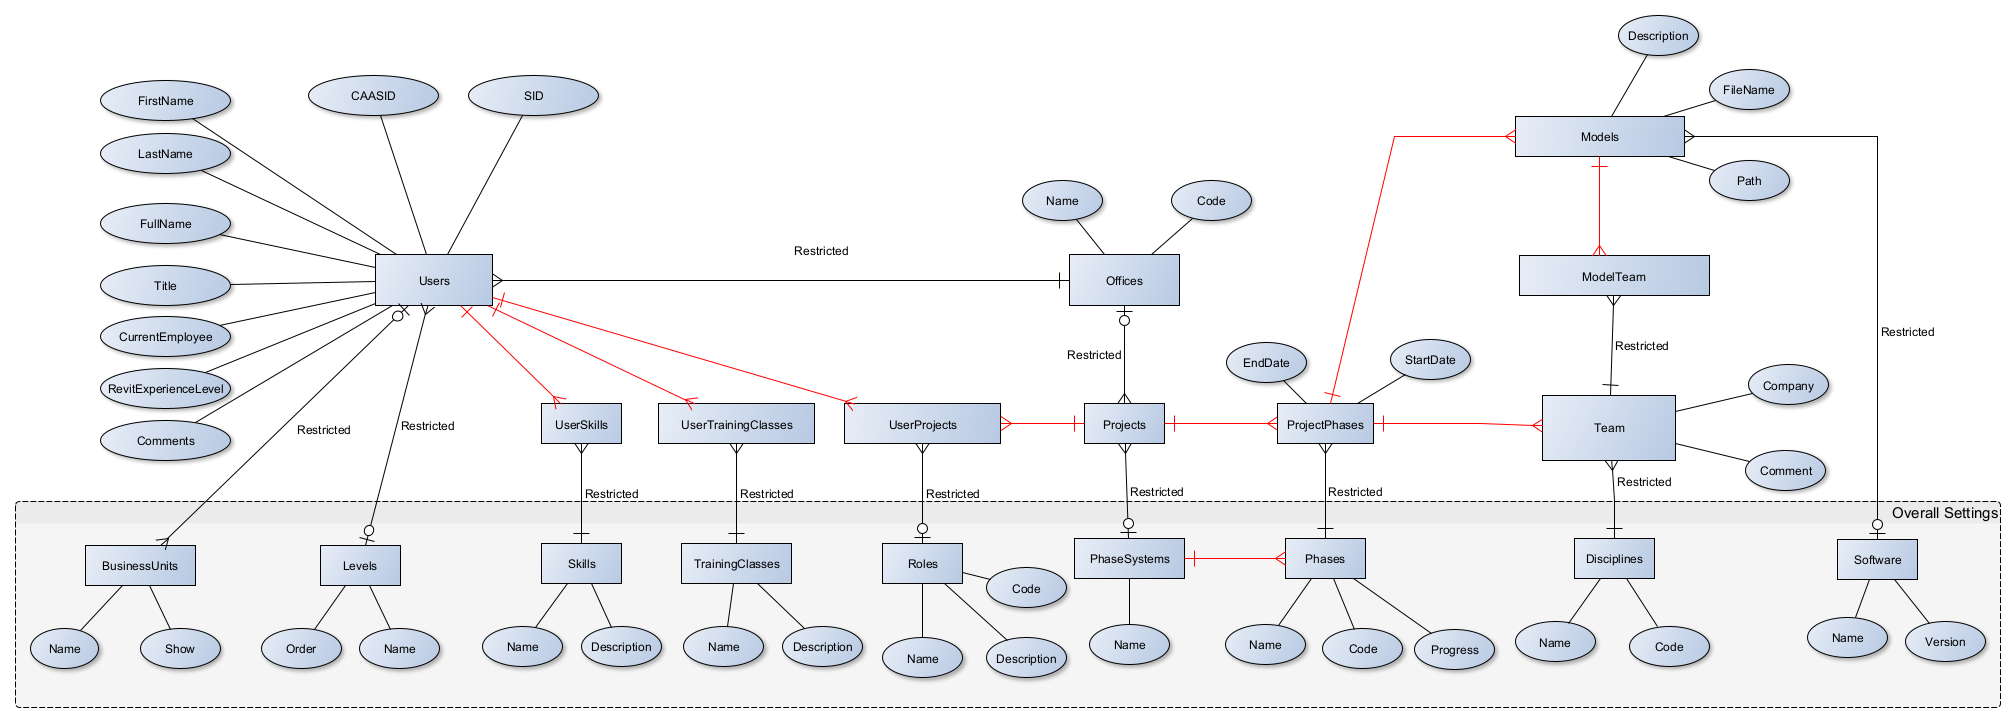 Description
FileName
FirstName
CAASID
SID
Models
LastName
Path
Name
Code
FullName
Restricted
Users
Offices
ModelTeam
Title
CurrentEmployee
Restricted
Restricted
Restricted
EndDate
StartDate
RevitExperienceLevel
Company
Comments
Restricted
Restricted
UserSkills
UserTrainingClasses
UserProjects
Projects
ProjectPhases
Team
Comment
Restricted
Restricted
Restricted
Restricted
Restricted
Restricted
Overall Settings
BusinessUnits
Levels
Skills
TrainingClasses
Roles
PhaseSystems
Phases
Disciplines
Software
Code
Name
Show
Order
Name
Name
Description
Name
Description
Name
Description
Name
Name
Code
Progress
Name
Code
Name
Version